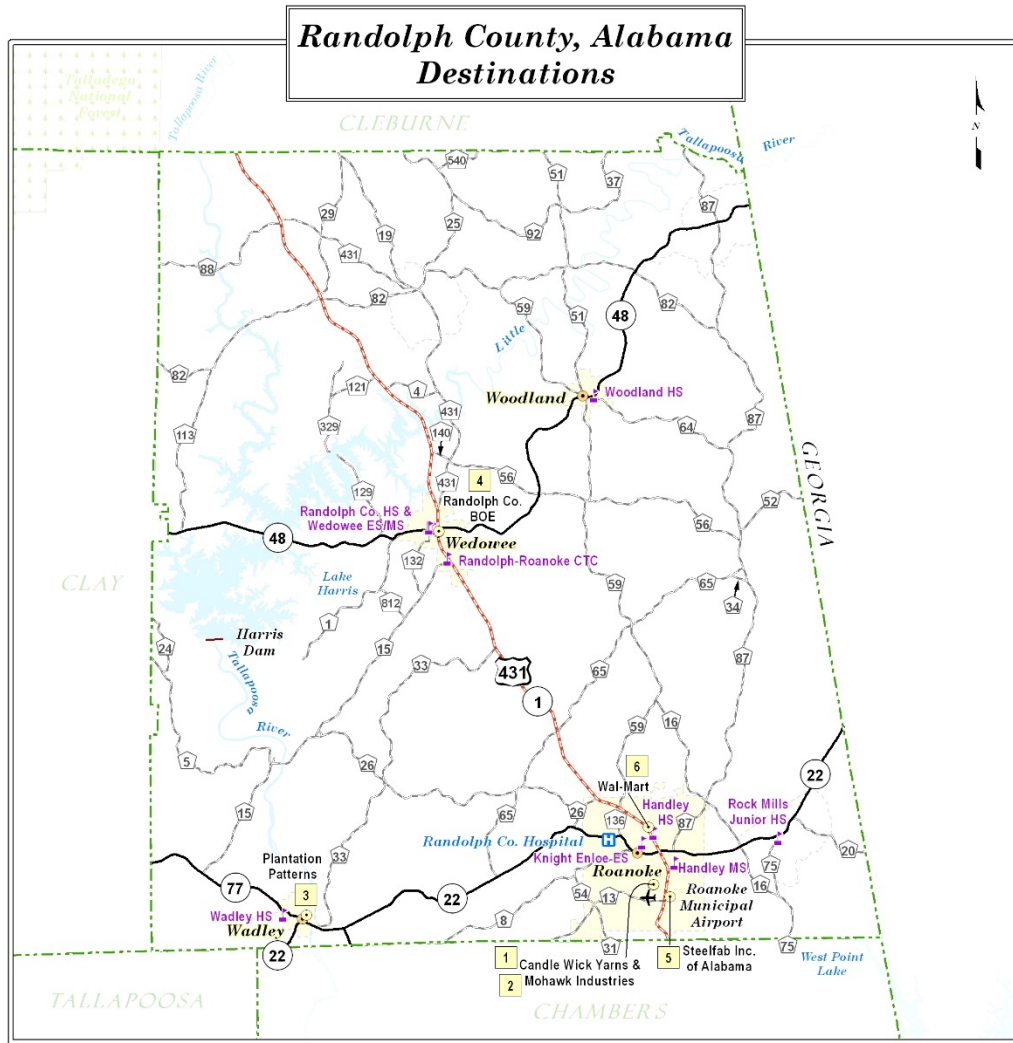 Randolph County, Alabama
Destinations
Talladega
National
Forest
Tallapoosa River
CLEBURNE
Tallapoosa
River
N
540
51
37
87
29
19
25
92
431
88
82
59
51
82
48
Little
82
121
4
Woodland
Woodland HS
431
87
113
329
140
64
GEORGIA
431
56
4
129
Randolph Co.
BOE
52
Randolph Co. HS &
Wedowee ES/MS
56
48
Wedowee
CLAY
132
Randolph-Roanoke CTC
Lake
Harris
59
65
812
34
1
Harris
Dam
24
15
33
431
65
87
Tallapoosa
River
1
59
16
5
26
6
22
Wal-Mart
15
65
26
136
Handley
HS
87
Rock Mills
Junior HS
Randolph Co. Hospital
33
Plantation
Patterns
Knight Enloe-ES
Handley MS
75
20
Roanoke
77
3
22
54
13
Roanoke
Municipal
Airport
16
Wadley HS
Wadley
8
22
31
75
1
Candle Wick Yarns &
2
Mohawk Industries
5
Steelfab Inc.
of Alabama
West Point
Lake
TALLAPOOSA
CHAMBERS